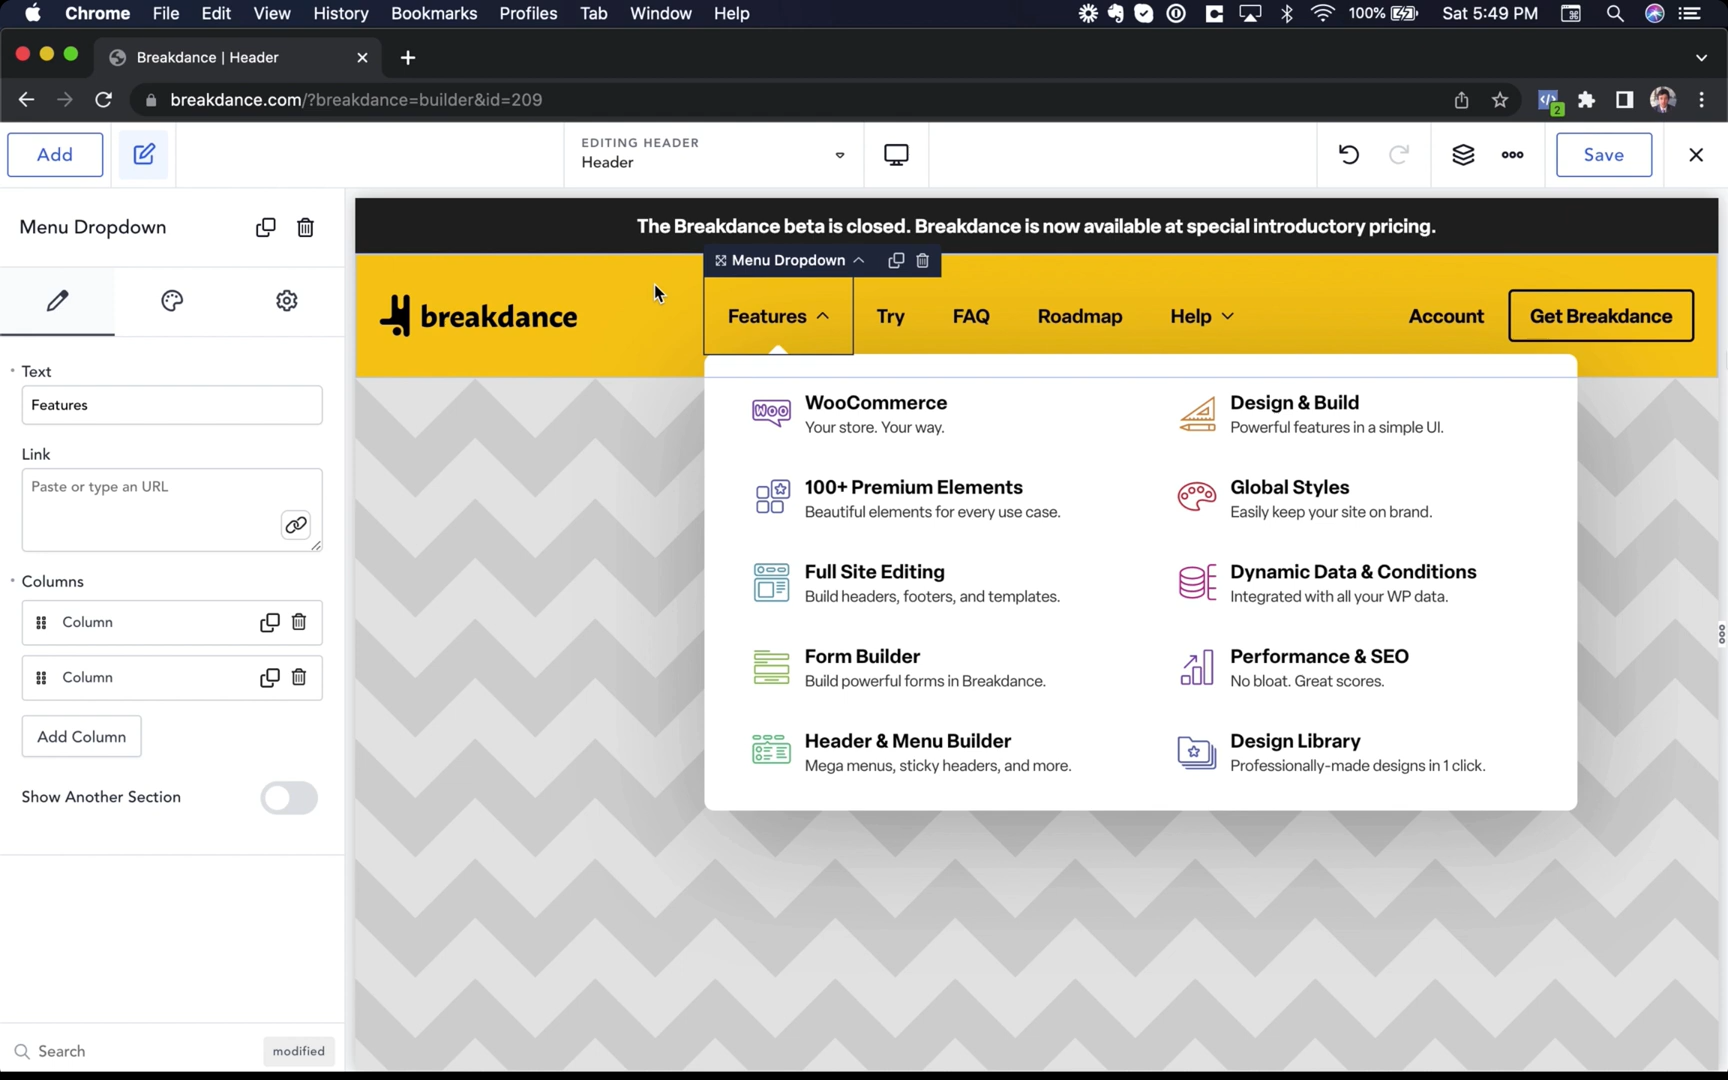 Chrome File Edit View History Bookmarks Profiles Tab Window Help 100% Sat 5:49 PM
Breakdance | Header
breakdance.com/?breakdance=builder&id=209
2
Add
EDITING HEADER
Header
Save
Menu Dropdown
Text
Features
Link
Paste or type an URL
Columns
Column
Column
Add Column
Show Another Section
Search
modified
The Breakdance beta is closed. Breakdance is now available at special introductory pricing.
Menu Dropdown
breakdance
Features Try FAQ Roadmap Help Account Get Breakdance
Woo
WooCommerce
Your store. Your way.
100+ Premium Elements
Beautiful elements for every use case.
Full Site Editing
Build headers, footers, and templates.
Form Builder
Build powerful forms in Breakdance.
Header & Menu Builder
Mega menus, sticky headers, and more.
Design & Build
Powerful features in a simple UI.
Global Styles
Easily keep your site on brand.
Dynamic Data & Conditions
Integrated with all your WP data.
Performance & SEO
No bloat. Great scores.
Design Library
Professionally-made designs in 1 click.